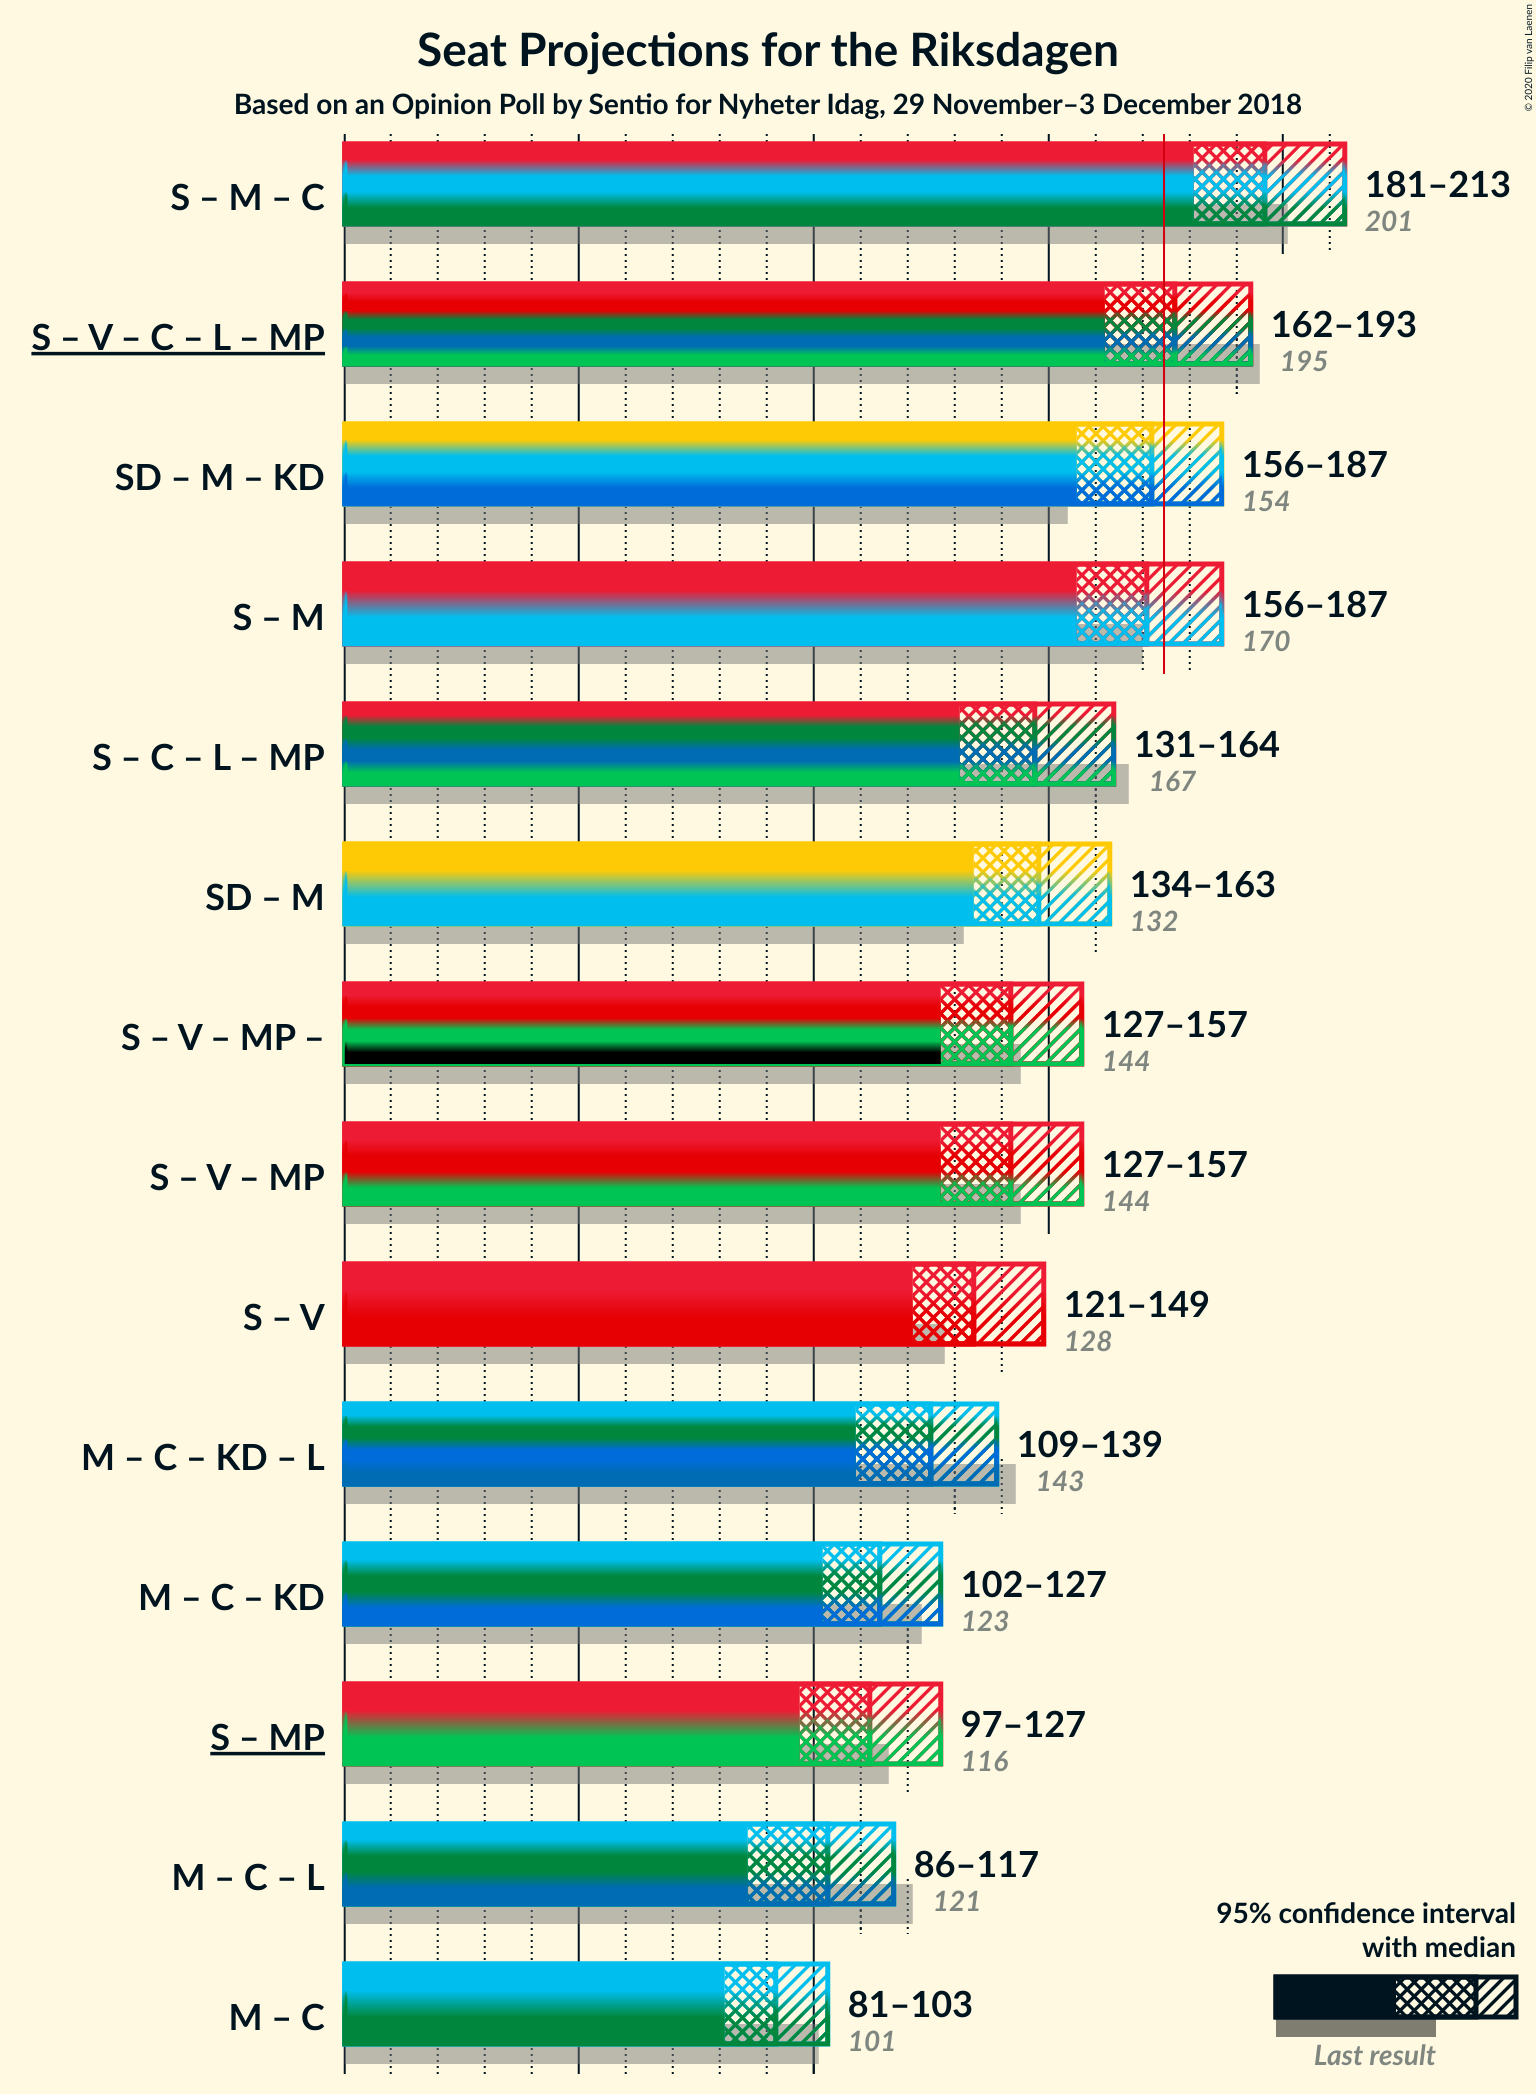 Seat Projections for the Riksdagen
Based on an Opinion Poll by Sentio for Nyheter Idag, 29 November–3 December 2018
© 2020 Filip van Laenen
S – M – C
181–213
201
S – V – C – L – MP
162–193
195
SD – M – KD
156–187
154
S – M
156–187
170
S – C – L – MP
131–164
167
SD – M
134–163
132
S – V – MP –
127–157
144
S – V – MP
127–157
144
S – V
121–149
128
M – C – KD – L
109–139
143
M – C – KD
102–127
123
S – MP
97–127
116
M – C – L
86–117
121
M – C
81–103
101
95% confidence interval
with median
Last result